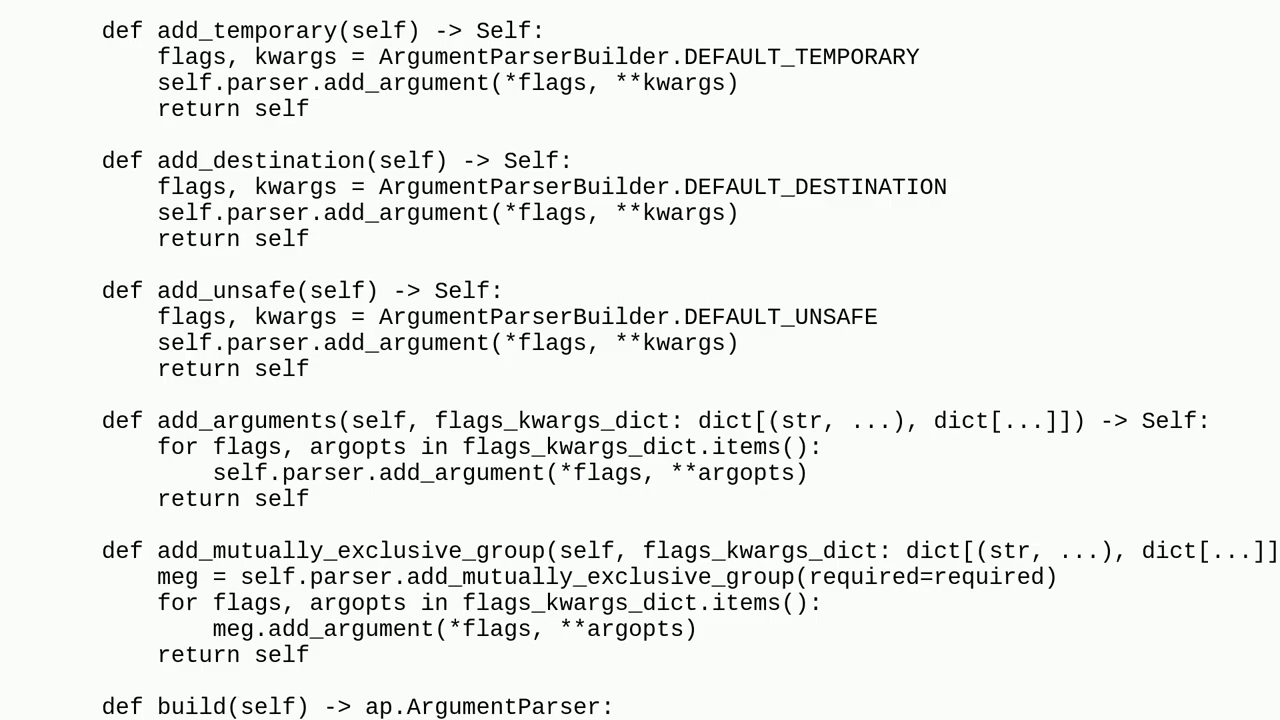 def add_temporary(self) -> Self:
    flags, kwargs = ArgumentParserBuilder.DEFAULT_TEMPORARY
    self.parser.add_argument(*flags, **kwargs)
    return self

def add_destination(self) -> Self:
    flags, kwargs = ArgumentParserBuilder.DEFAULT_DESTINATION
    self.parser.add_argument(*flags, **kwargs)
    return self

def add_unsafe(self) -> Self:
    flags, kwargs = ArgumentParserBuilder.DEFAULT_UNSAFE
    self.parser.add_argument(*flags, **kwargs)
    return self

def add_arguments(self, flags_kwargs_dict: dict[(str, ...), dict[...]]) -> Self:
    for flags, argopts in flags_kwargs_dict.items():
        self.parser.add_argument(*flags, **argopts)
    return self

def add_mutually_exclusive_group(self, flags_kwargs_dict: dict[(str, ...), dict[...]]
    meg = self.parser.add_mutually_exclusive_group(required=required)
    for flags, argopts in flags_kwargs_dict.items():
        meg.add_argument(*flags, **argopts)
    return self

def build(self) -> ap.ArgumentParser: